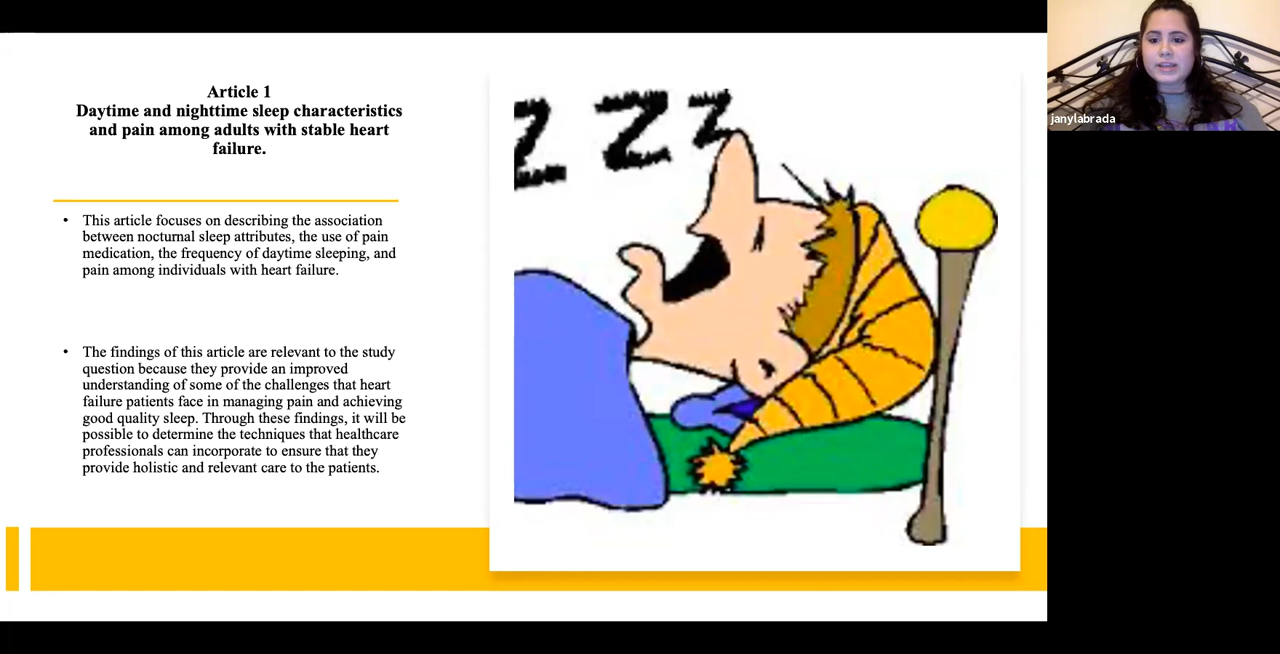 Article 1
Daytime and nighttime sleep characteristics
and pain among adults with stable heart
failure.
• This article focuses on describing the association
between nocturnal sleep attributes, the use of pain
medication, the frequency of daytime sleeping, and
pain among individuals with heart failure.
• The findings of this article are relevant to the study
question because they provide an improved
understanding of some of the challenges that heart
failure patients face in managing pain and achieving
good quality sleep. Through these findings, it will be
possible to determine the techniques that healthcare
professionals can incorporate to ensure that they
provide holistic and relevant care to the patients.
Z Z Z
janylabrada